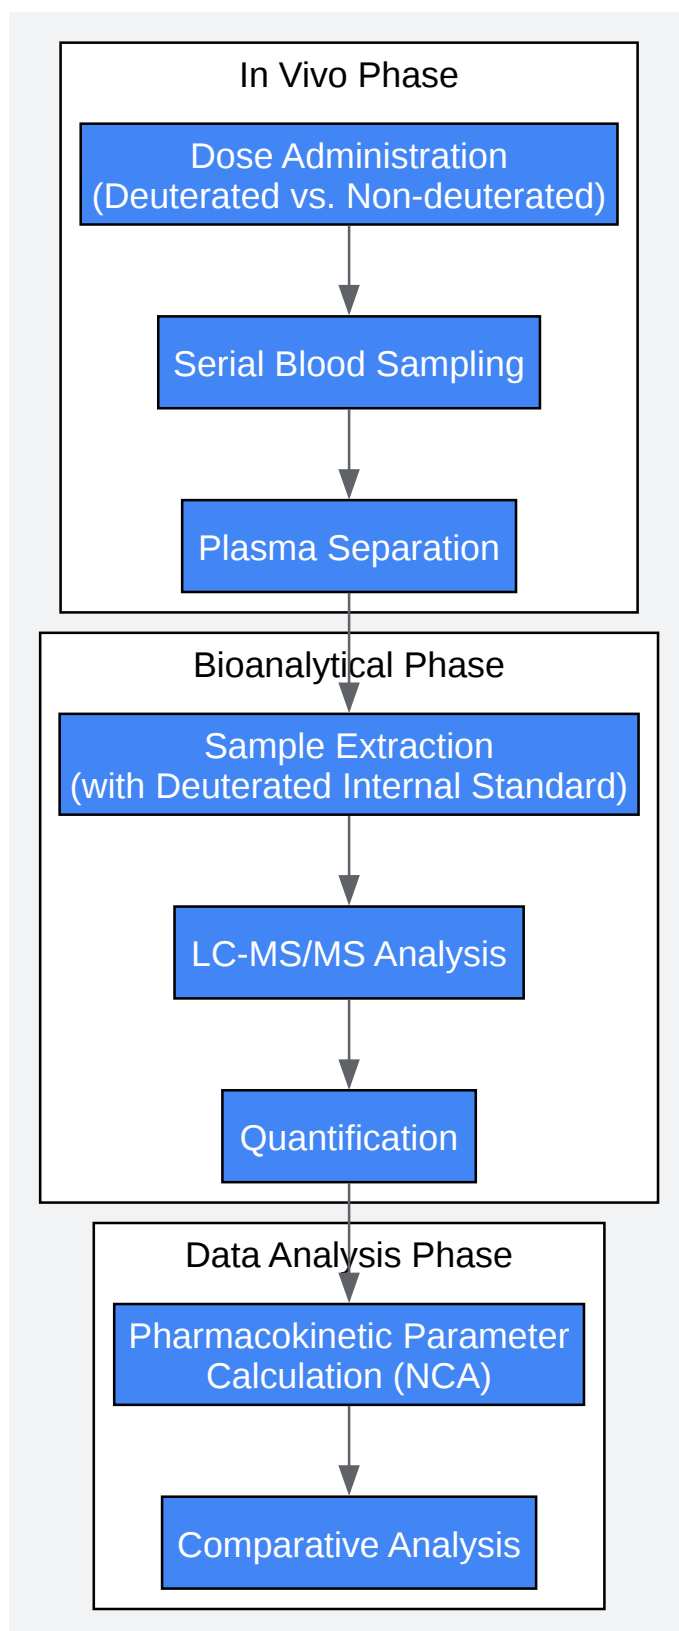 In Vivo Phase
Dose Administration
(Deuterated vs. Non-deuterated)
Serial Blood Sampling
Plasma Separation
Bioanalytical Phase
Sample Extraction
(with Deuterated Internal Standard)
LC-MS/MS Analysis
Quantification
Data Analysis Phase
Pharmacokinetic Parameter
Calculation (NCA)
Comparative Analysis